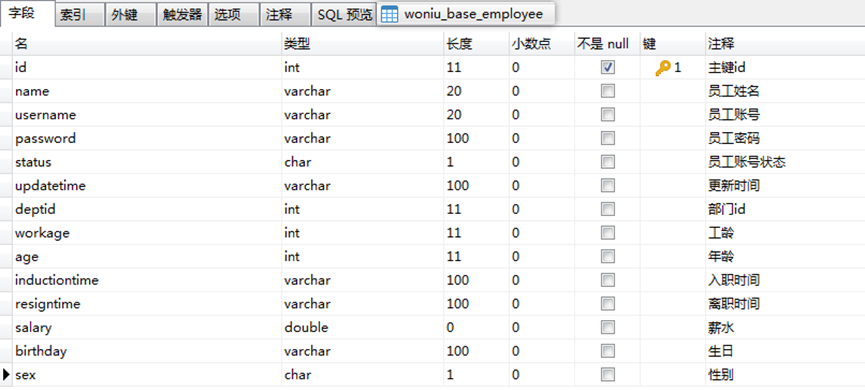 字段 索引 外键 触发器 选项 注释 SQL 预览 woniu_base_employee
名 类型 长度 小数点 不是 null 键 注释
id int 11 0 1 主键id
name varchar 20 0 员工姓名
username varchar 20 0 员工账号
password varchar 100 0 员工密码
status char 1 0 员工账号状态
updatetime varchar 100 0 更新时间
deptid int 11 0 部门id
workage int 11 0 工龄
age int 11 0 年龄
inductiontime varchar 100 0 入职时间
resigntime varchar 100 0 离职时间
salary double 0 0 薪水
birthday varchar 100 0 生日
sex char 1 0 性别